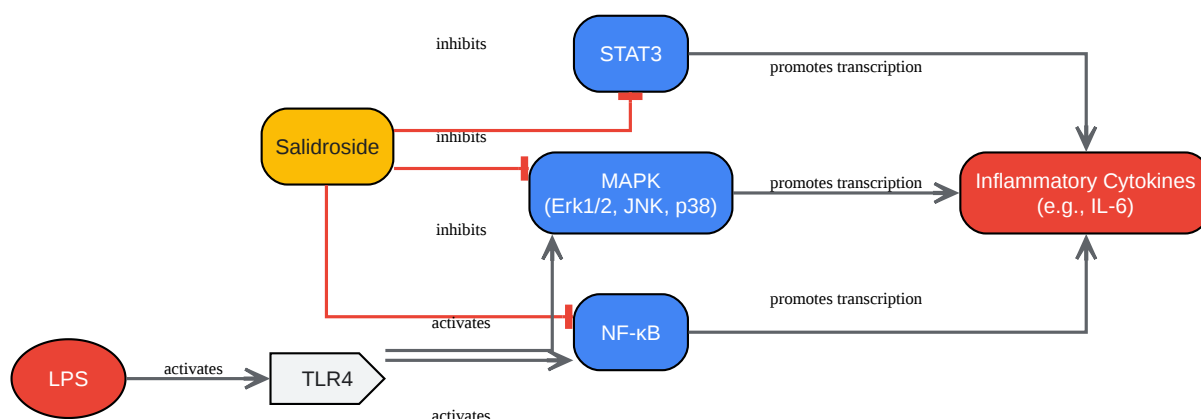 inhibits
STAT3
promotes transcription
Salidroside
inhibits
MAPK
(Erk1/2, JNK, p38)
promotes transcription
Inflammatory Cytokines
(e.g., IL-6)
inhibits
promotes transcription
activates
NF-κB
LPS
activates
TLR4
activates